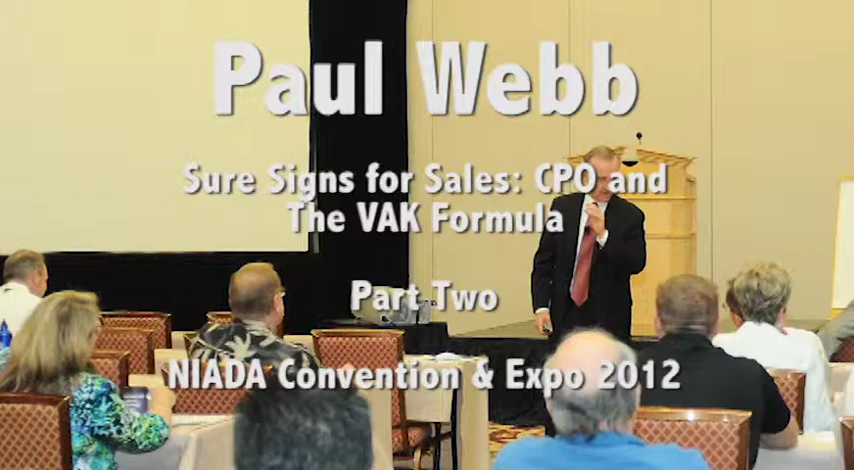 Paul Webb
Sure Signs for Sales: CPO and
The VAK Formula
Part Two
NIADA Convention & Expo 2012